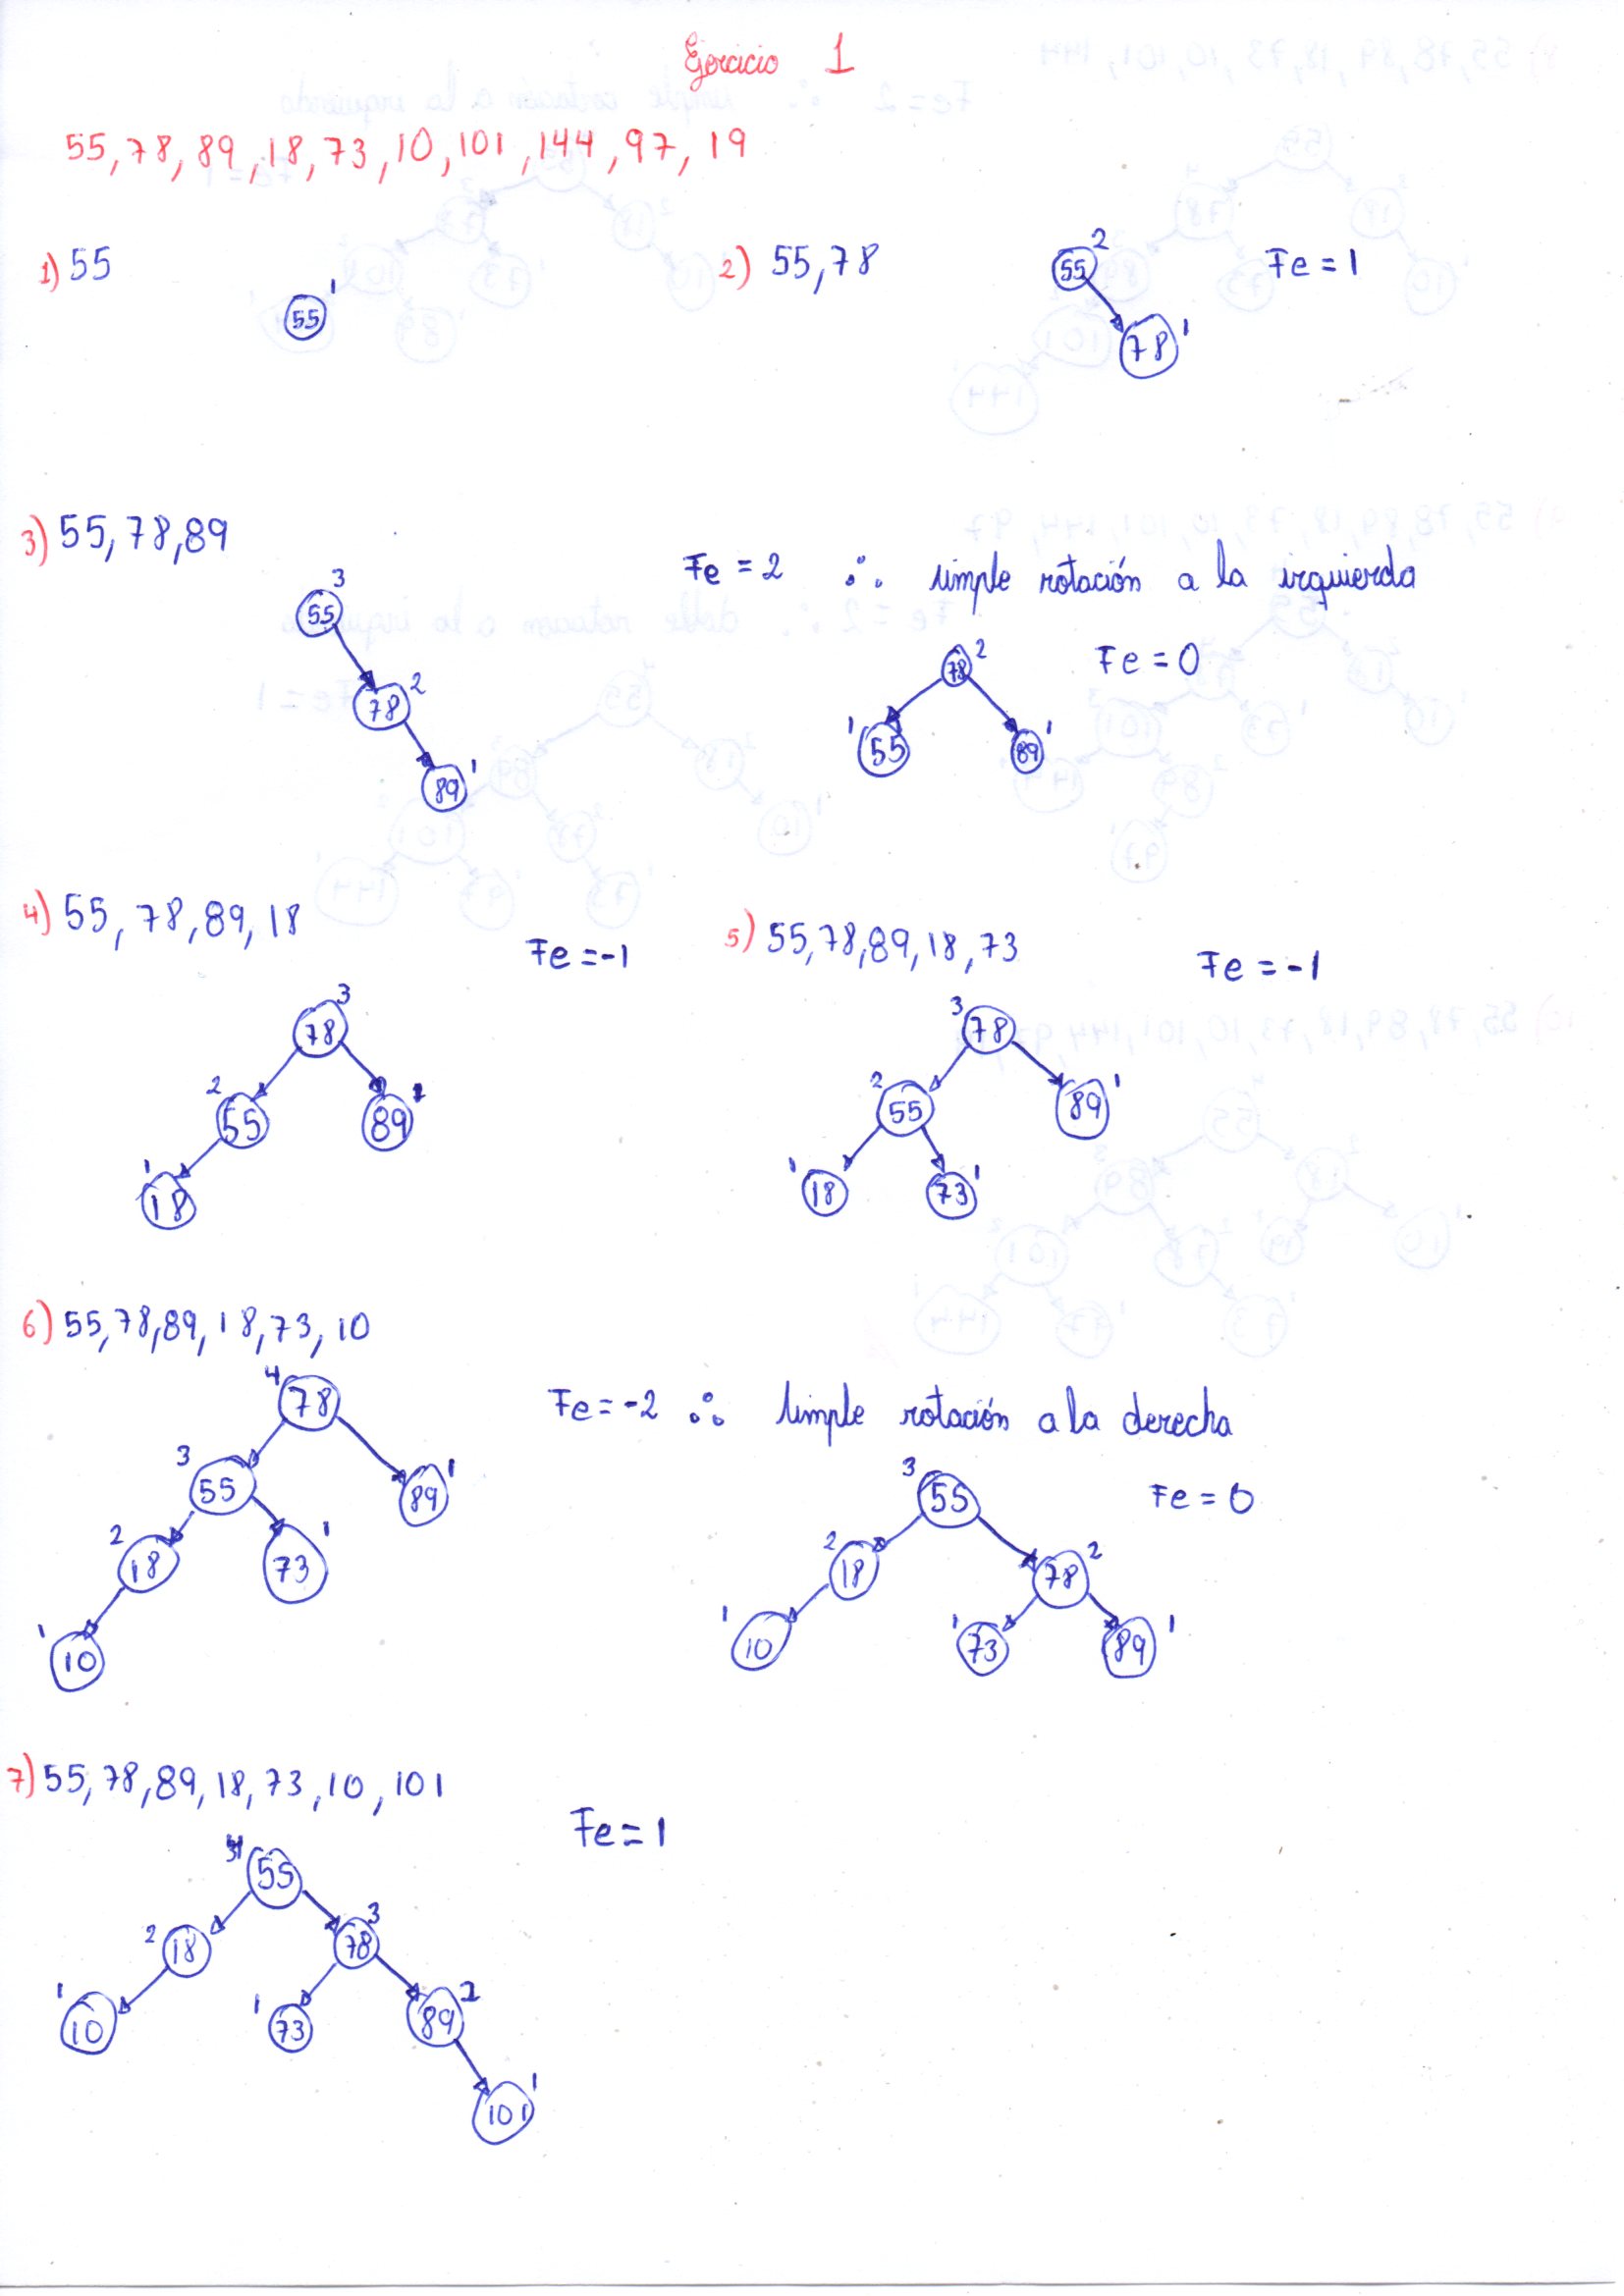 Ejercicio 1
55, 78, 89, 18, 73, 10, 101, 144, 97, 19
1) 55
55 1
2) 55, 78
55 2
Fe = 1
78 1
3) 55, 78, 89
Fe = 2 ∴ simple rotación a la izquierda
55 3
78 2
89 1
78 2
Fe = 0
1 55
89 1
4) 55, 78, 89, 18
Fe = -1
78 3
2 55
89 1
1 18
5) 55, 78, 89, 18, 73
Fe = -1
3 78
2 55
89 1
1 18
73 1
6) 55, 78, 89, 18, 73, 10
Fe = -2 ∴ simple rotación a la derecha
4 78
3 55
89 1
2 18
73 1
1 10
3 55
Fe = 0
2 18
78 2
1 10
1 73
89 1
7) 55, 78, 89, 18, 73, 10, 101
Fe = 1
4 55
2 18
78 3
1 10
1 73
89 2
101 1